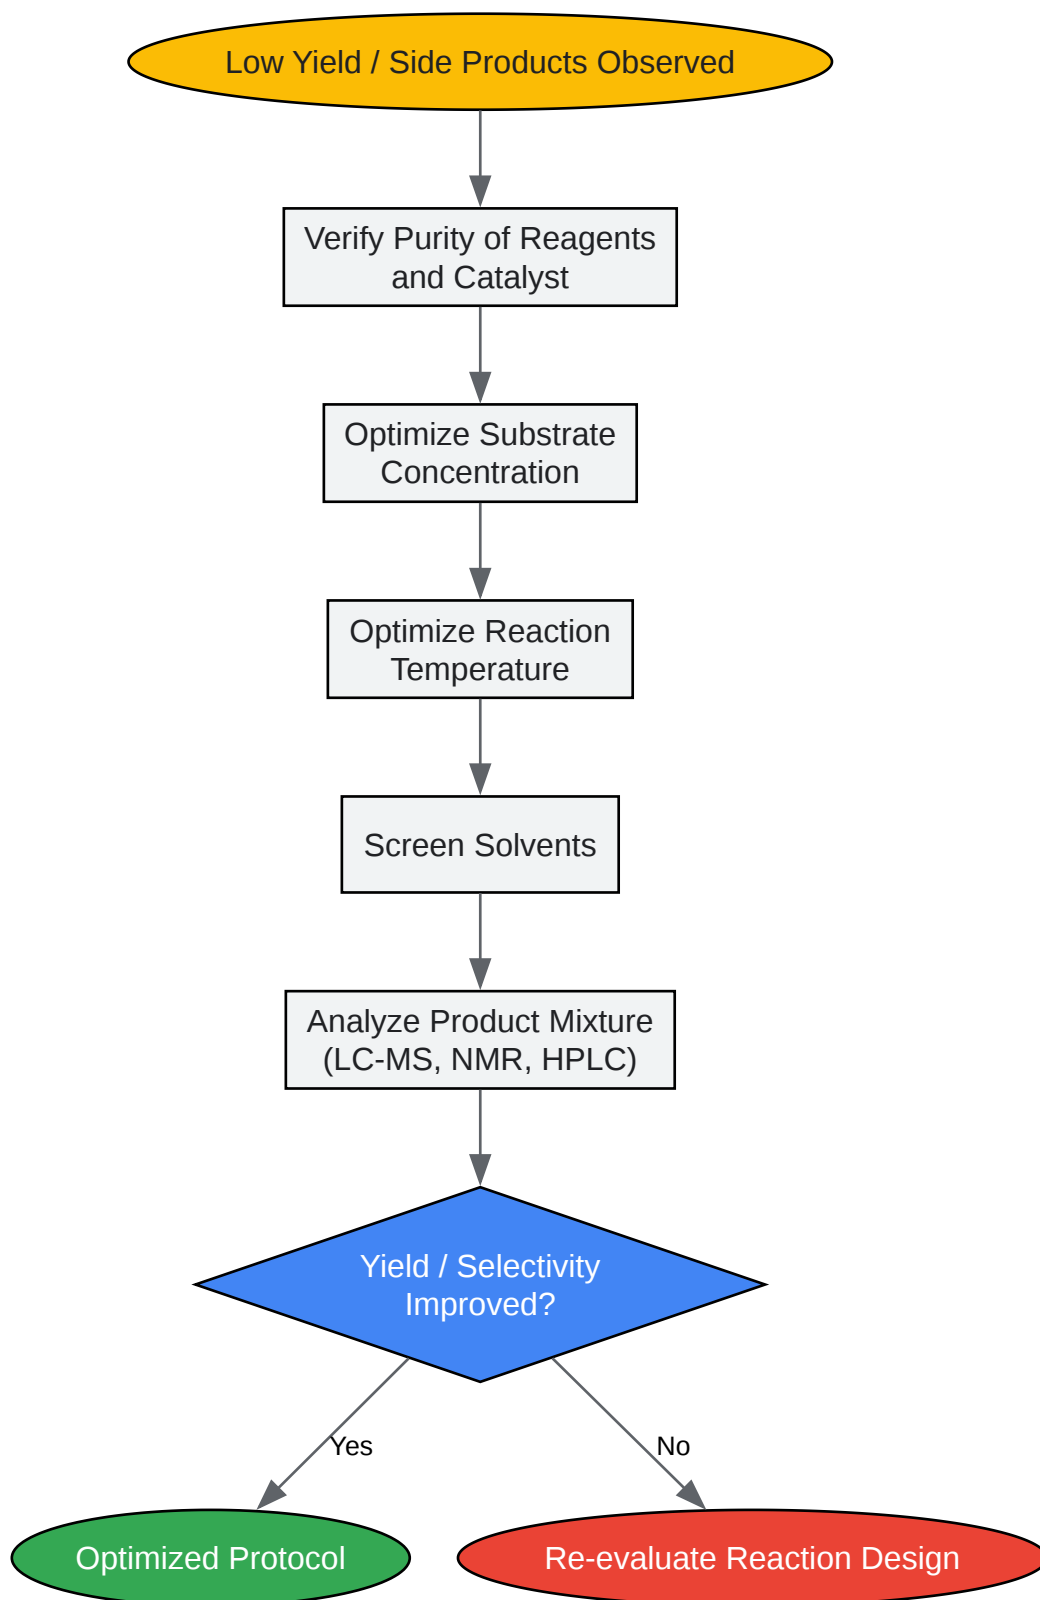 Low Yield / Side Products Observed
Verify Purity of Reagents
and Catalyst
Optimize Substrate
Concentration
Optimize Reaction
Temperature
Screen Solvents
Analyze Product Mixture
(LC-MS, NMR, HPLC)
Yield / Selectivity
Improved?
Yes
No
Optimized Protocol
Re-evaluate Reaction Design